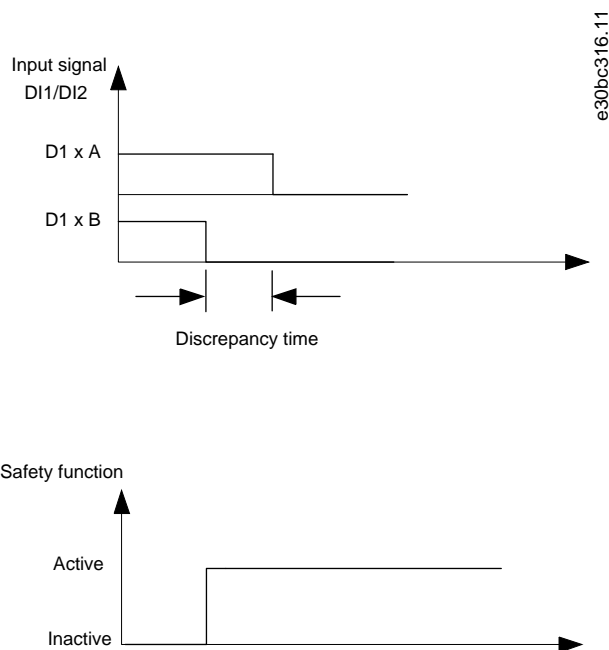 e30bc316.11
Input signal
DI1/DI2
D1 x A
D1 x B
Discrepancy time
Safety function
Active
Inactive